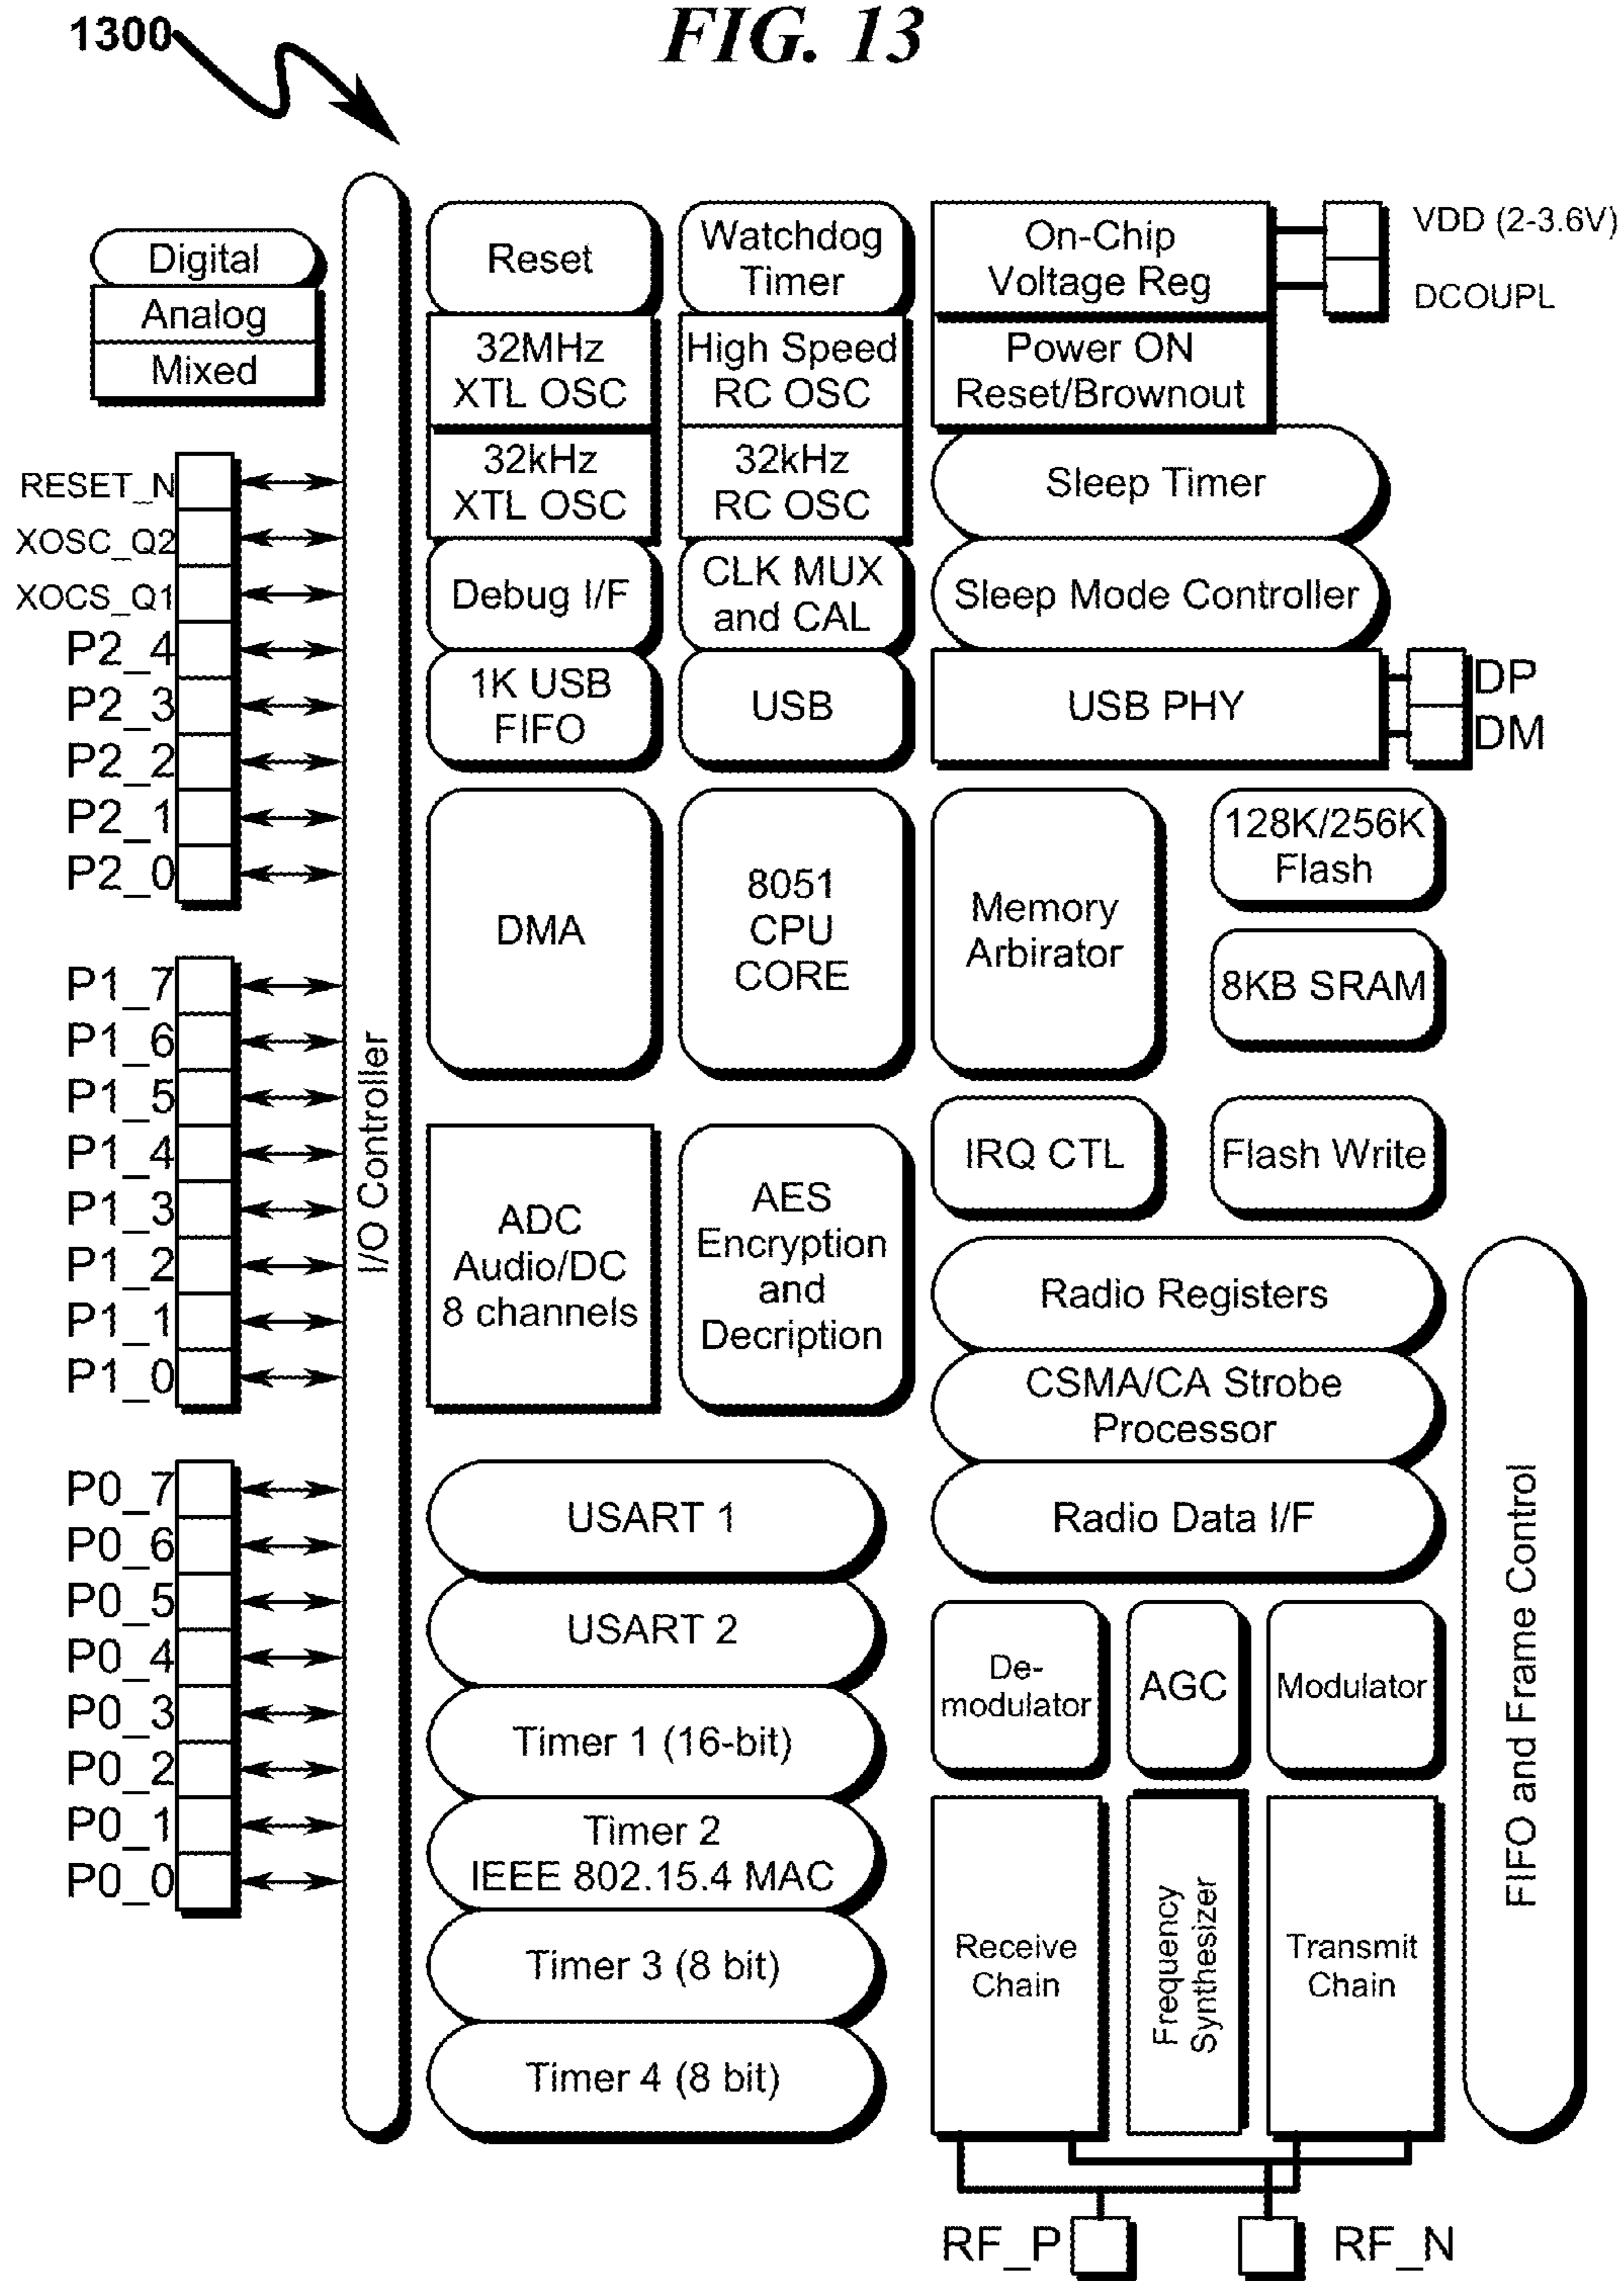 FIG. 13
1300
Digital
Analog
Mixed
RESET_N
XOSC_Q2
XOCS_Q1
P2_4
P2_3
P2_2
P2_1
P2_0
P1_7
P1_6
P1_5
P1_4
P1_3
P1_2
P1_1
P1_0
P0_7
P0_6
P0_5
P0_4
P0_3
P0_2
P0_1
P0_0
I/O Controller
Reset
Watchdog
Timer
On-Chip
Voltage Reg
VDD (2-3.6V)
DCOUPL
32MHz
XTL OSC
High Speed
RC OSC
Power ON
Reset/Brownout
32kHz
XTL OSC
32kHz
RC OSC
Sleep Timer
Debug I/F
CLK MUX
and CAL
Sleep Mode Controller
1K USB
FIFO
USB
USB PHY
DP
DM
DMA
8051
CPU
CORE
Memory
Arbirator
128K/256K
Flash
8KB SRAM
IRQ CTL
Flash Write
ADC
Audio/DC
8 channels
AES
Encryption
and
Decription
Radio Registers
CSMA/CA Strobe
Processor
Radio Data I/F
USART 1
USART 2
Timer 1 (16-bit)
Timer 2
IEEE 802.15.4 MAC
Timer 3 (8 bit)
Timer 4 (8 bit)
De-
modulator
AGC
Modulator
Receive
Chain
Frequency
Synthesizer
Transmit
Chain
FIFO and Frame Control
RF_P
RF_N